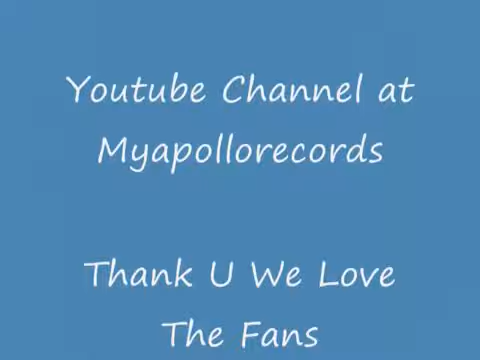 Youtube Channel at
Myapollorecords
Thank U We Love
The Fans